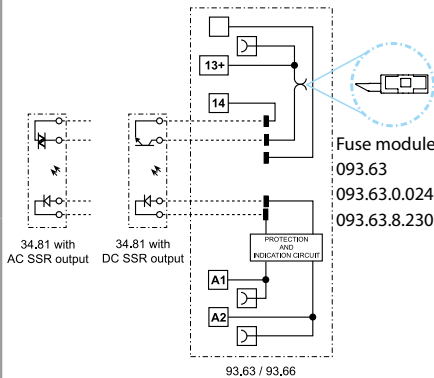 13+
14
Fuse module
093.63
093.63.0.024
093.63.8.230
34.81 with
AC SSR output
34.81 with
DC SSR output
PROTECTION
AND
INDICATION CIRCUIT
A1
A2
93.63 / 93.66